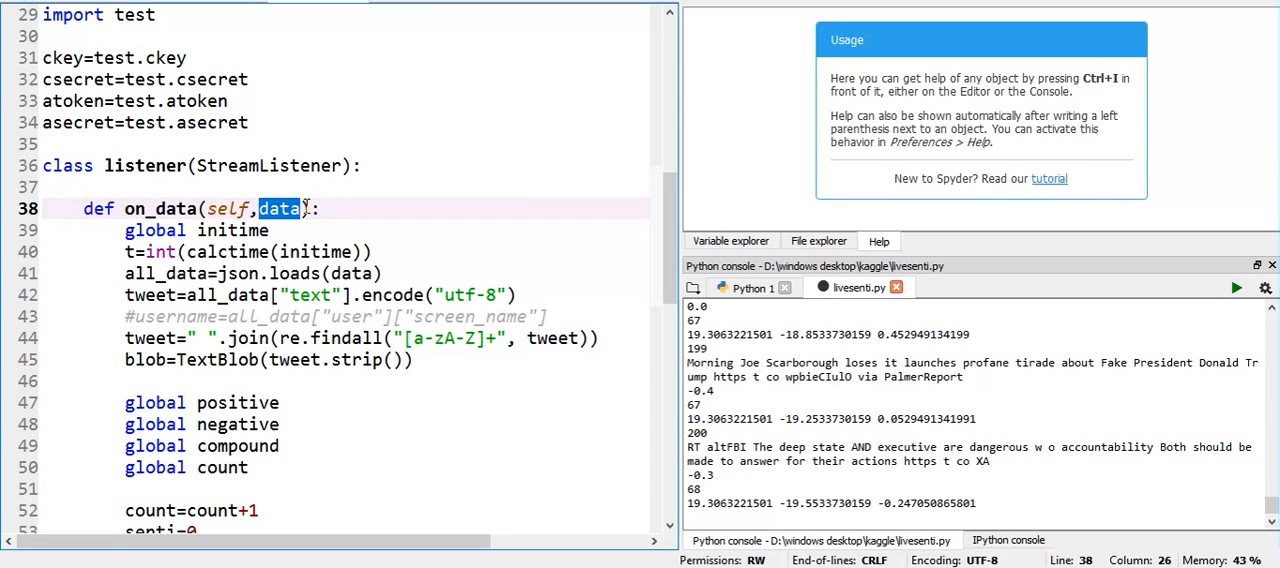 29 import test
30
31 ckey=test.ckey
32 csecret=test.csecret
33 atoken=test.atoken
34 asecret=test.asecret
35
36 class listener(StreamListener):
37
38 def on_data(self,data):
39 global initime
40 t=int(calctime(initime))
41 all_data=json.loads(data)
42 tweet=all_data["text"].encode("utf-8")
43 #username=all_data["user"]["screen_name"]
44 tweet=" ".join(re.findall("[a-zA-Z]+", tweet))
45 blob=TextBlob(tweet.strip())
46
47 global positive
48 global negative
49 global compound
50 global count
51
52 count=count+1
53 senti=0
Usage
Here you can get help of any object by pressing Ctrl+I in
front of it, either on the Editor or the Console.
Help can also be shown automatically after writing a left
parenthesis next to an object. You can activate this
behavior in Preferences > Help.
New to Spyder? Read our tutorial
Variable explorer File explorer Help
Python console - D:\windows desktop\kaggle\livesenti.py
Python 1 livesenti.py
0.0
67
19.3063221501 -18.8533730159 0.452949134199
199
Morning Joe Scarborough loses it launches profane tirade about Fake President Donald Tr
ump https t co wpbieCIulO via PalmerReport
-0.4
67
19.3063221501 -19.2533730159 0.0529491341991
200
RT altFBI The deep state AND executive are dangerous w o accountability Both should be
made to answer for their actions https t co XA
-0.3
68
19.3063221501 -19.5533730159 -0.247050865801
Python console - D:\windows desktop\kaggle\livesenti.py IPython console
Permissions: RW End-of-lines: CRLF Encoding: UTF-8 Line: 38 Column: 26 Memory: 43 %